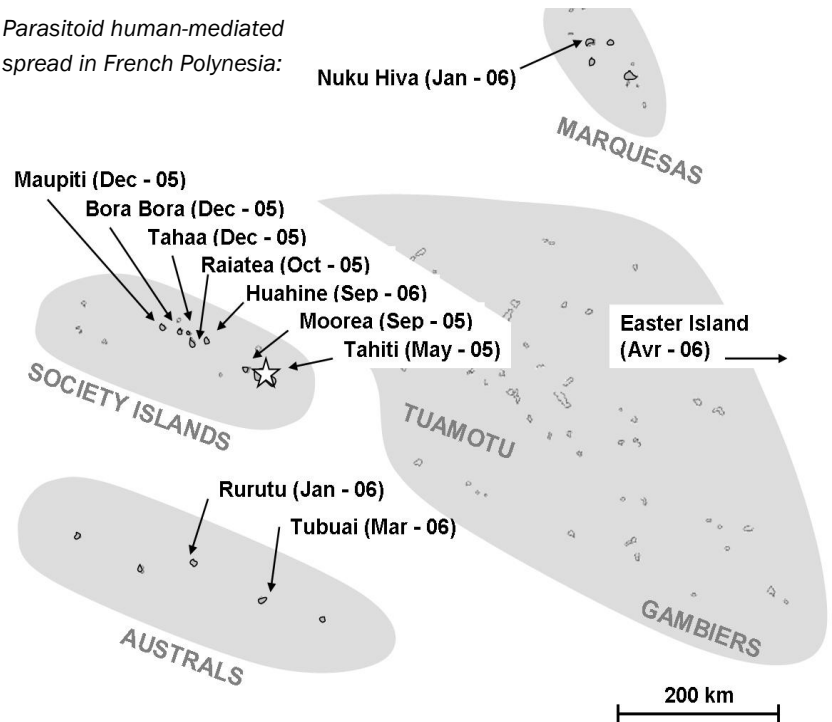 Parasitoid human-mediated
spread in French Polynesia:
Nuku Hiva (Jan - 06)
MARQUESAS
Maupiti (Dec - 05)
Bora Bora (Dec - 05)
Tahaa (Dec - 05)
Raiatea (Oct - 05)
Huahine (Sep - 06)
Moorea (Sep - 05)
Tahiti (May - 05)
Easter Island
(Avr - 06)
SOCIETY ISLANDS
TUAMOTU
Rurutu (Jan - 06)
Tubuai (Mar - 06)
GAMBIERS
AUSTRALS
200 km